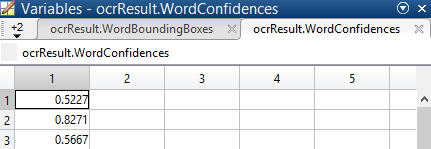 Variables - ocrResult.WordConfidences
+2 ocrResult.WordBoundingBoxes × ocrResult.WordConfidences ×
ocrResult.WordConfidences
1 2 3 4 5
1 0.5227
2 0.8271
3 0.5667